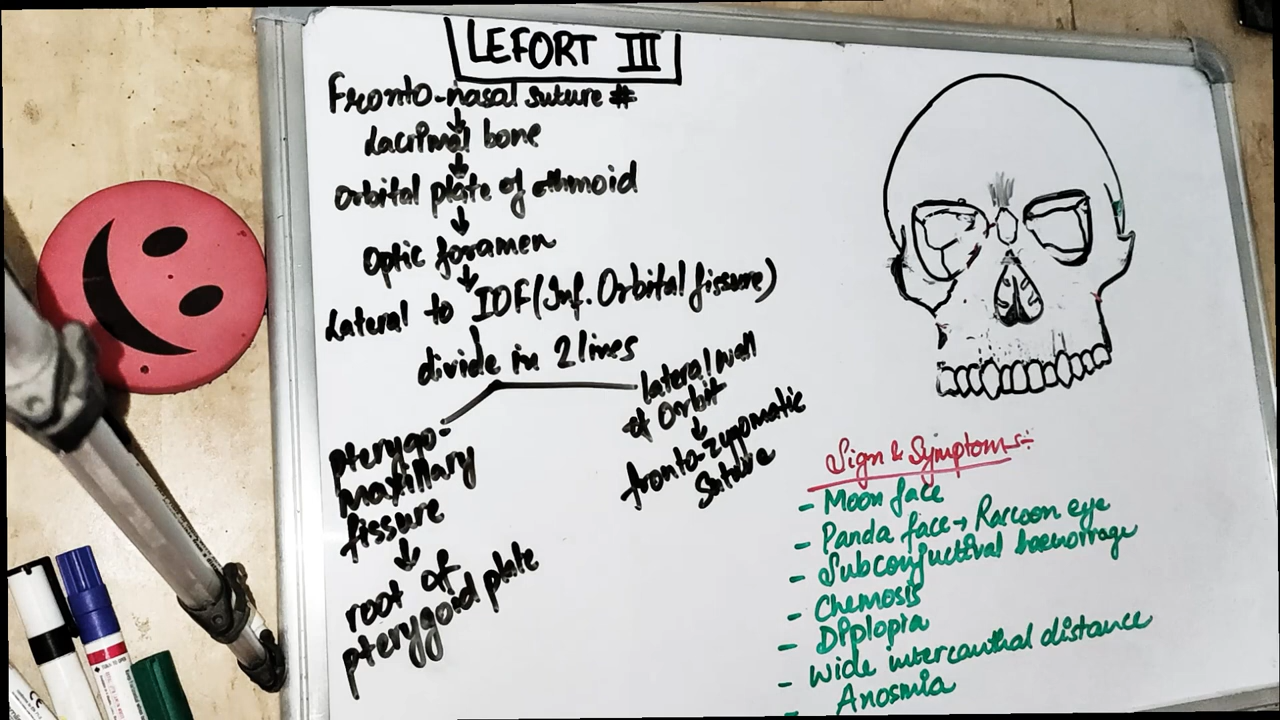 LEFORT III
Fronto-nasal suture #
↓
Lacrimal bone
↓
Orbital plate of ethmoid
↓
Optic foramen
↓
Lateral to IOF (Inf. Orbital fissure)
divide in 2 lines
pterygo-
maxillary
fissure
↓
root of
pterygoid plate
lateral wall
of Orbit
↓
fronto-zygomatic
suture
Sign & Symptoms:-
- Moon face
- Panda face → Raccoon eye
- Subconjuctival haemorrage
- Chemosis
- Diplopia
- Wide intercanthal distance
- Anosmia